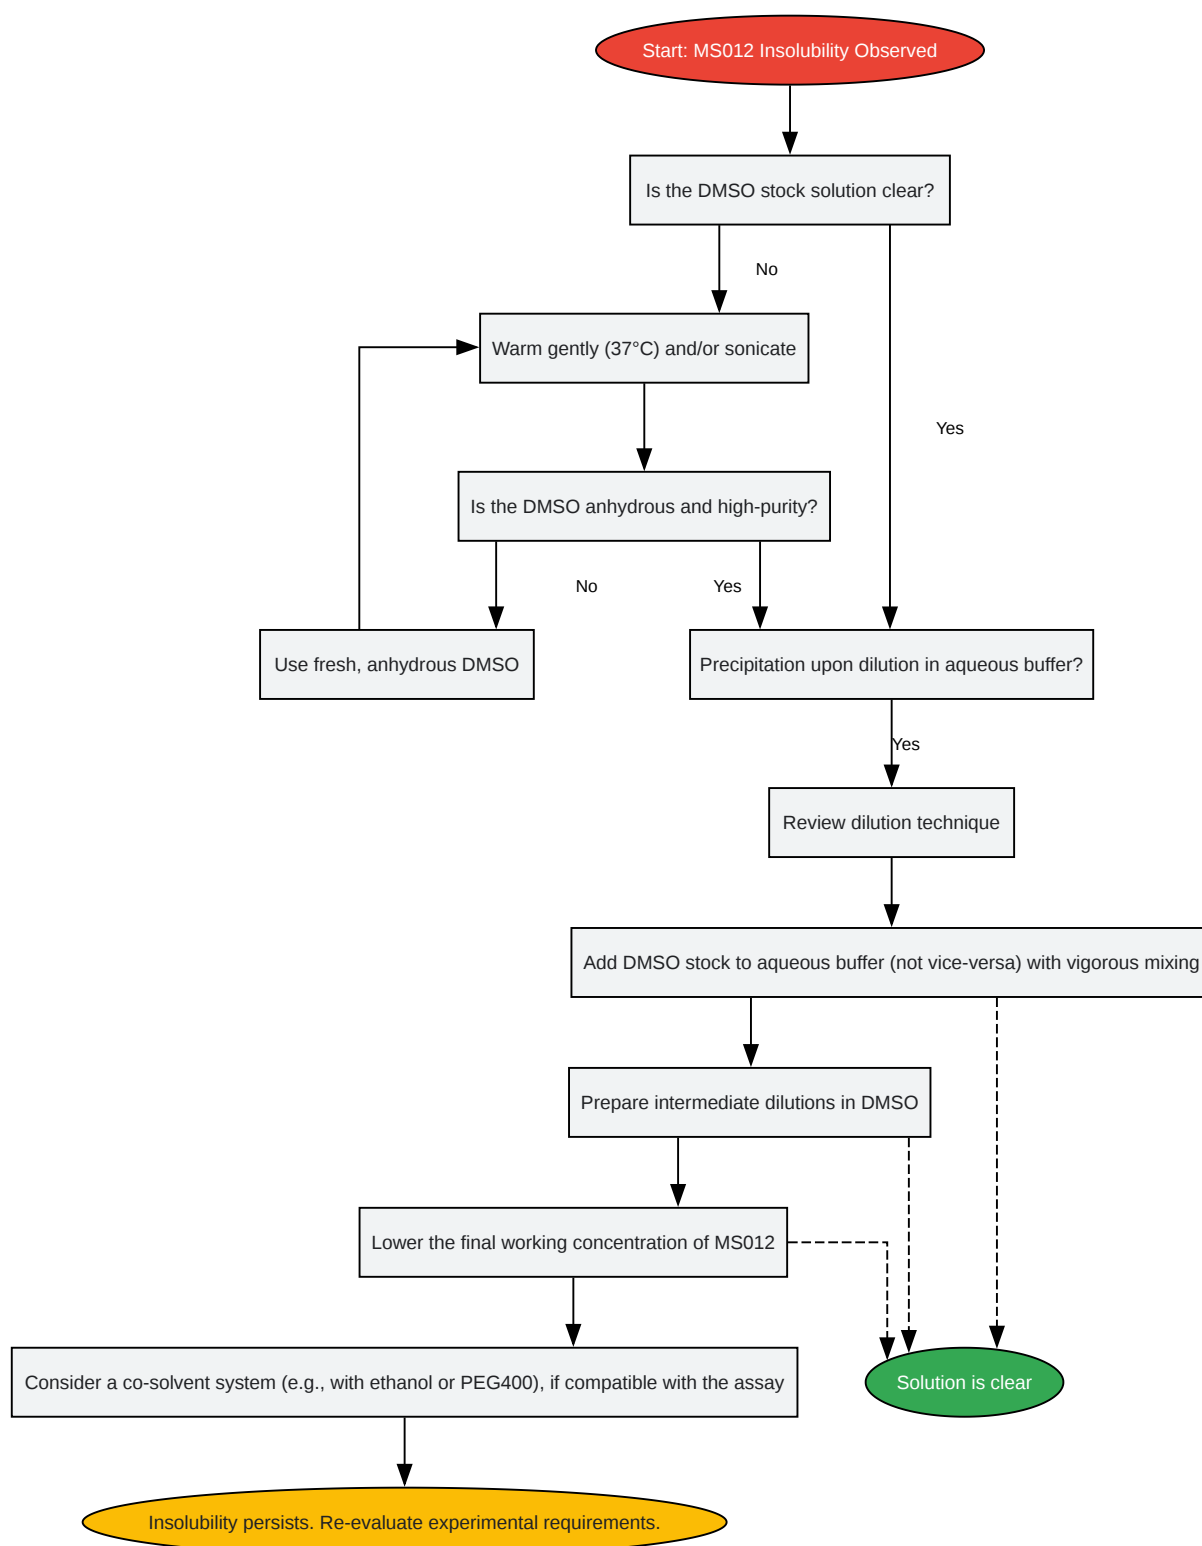 Start: MS012 Insolubility Observed
Is the DMSO stock solution clear?
No
Warm gently (37°C) and/or sonicate
Yes
Is the DMSO anhydrous and high-purity?
No
Yes
Use fresh, anhydrous DMSO
Precipitation upon dilution in aqueous buffer?
Yes
Review dilution technique
Add DMSO stock to aqueous buffer (not vice-versa) with vigorous mixing
Prepare intermediate dilutions in DMSO
Lower the final working concentration of MS012
Consider a co-solvent system (e.g., with ethanol or PEG400), if compatible with the assay
Solution is clear
Insolubility persists. Re-evaluate experimental requirements.